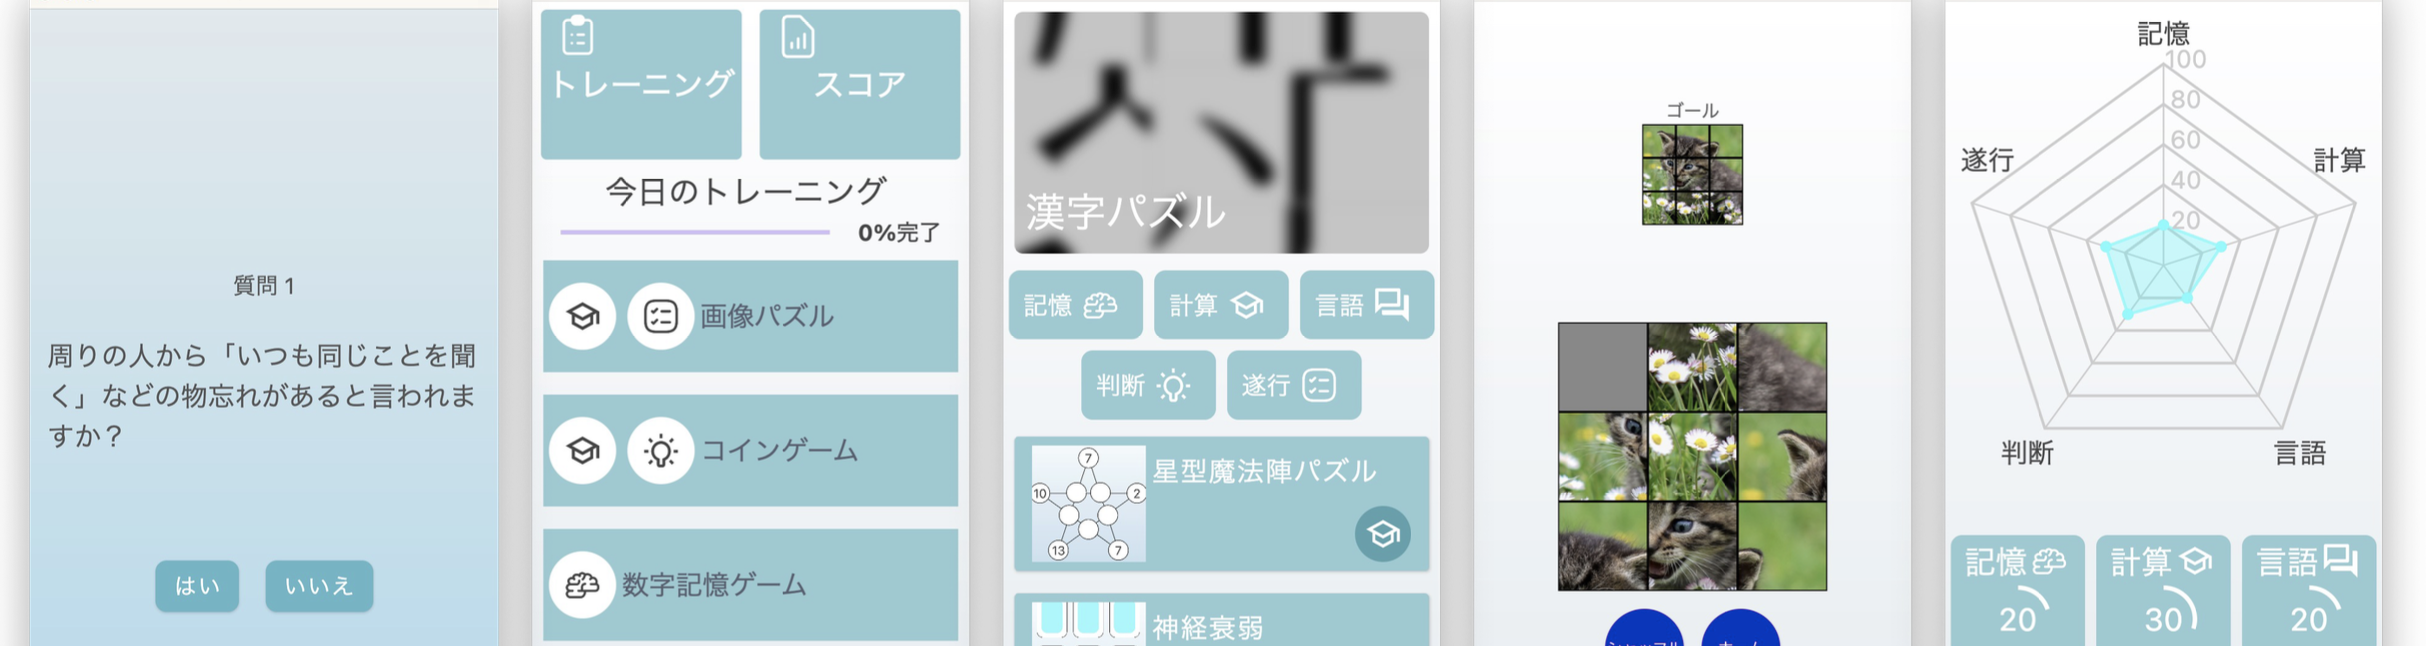 質問 1
周りの人から「いつも同じことを聞
く」などの物忘れがあると言われま
すか？
はい
いいえ
トレーニング
スコア
今日のトレーニング
0%完了
画像パズル
コインゲーム
数字記憶ゲーム
漢字パズル
記憶
計算
言語
判断
遂行
7
10
2
13
7
星型魔法陣パズル
神経衰弱
ゴール
記憶
100
80
60
40
20
遂行
計算
判断
言語
記憶
20
計算
30
言語
20